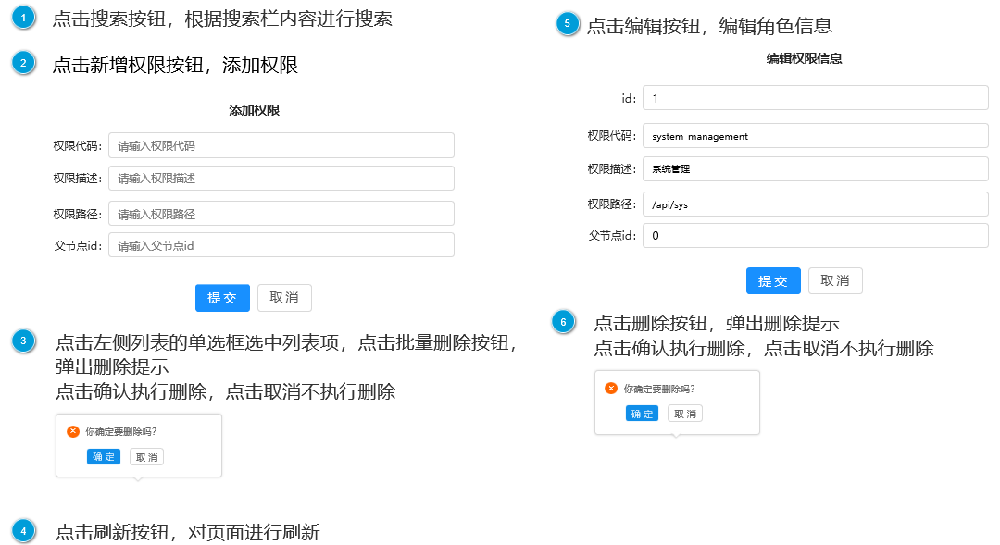 1 点击搜索按钮，根据搜索栏内容进行搜索
2 点击新增权限按钮，添加权限
添加权限
权限代码: 请输入权限代码
权限描述: 请输入权限描述
权限路径: 请输入权限路径
父节点id: 请输入父节点id
提 交 取 消
3 点击左侧列表的单选框选中列表项，点击批量删除按钮，
弹出删除提示
点击确认执行删除，点击取消不执行删除
你确定要删除吗?
确 定 取 消
4 点击刷新按钮，对页面进行刷新
5 点击编辑按钮，编辑角色信息
编辑权限信息
id: 1
权限代码: system_management
权限描述: 系统管理
权限路径: /api/sys
父节点id: 0
提 交 取 消
6 点击删除按钮，弹出删除提示
点击确认执行删除，点击取消不执行删除
你确定要删除吗?
确 定 取 消